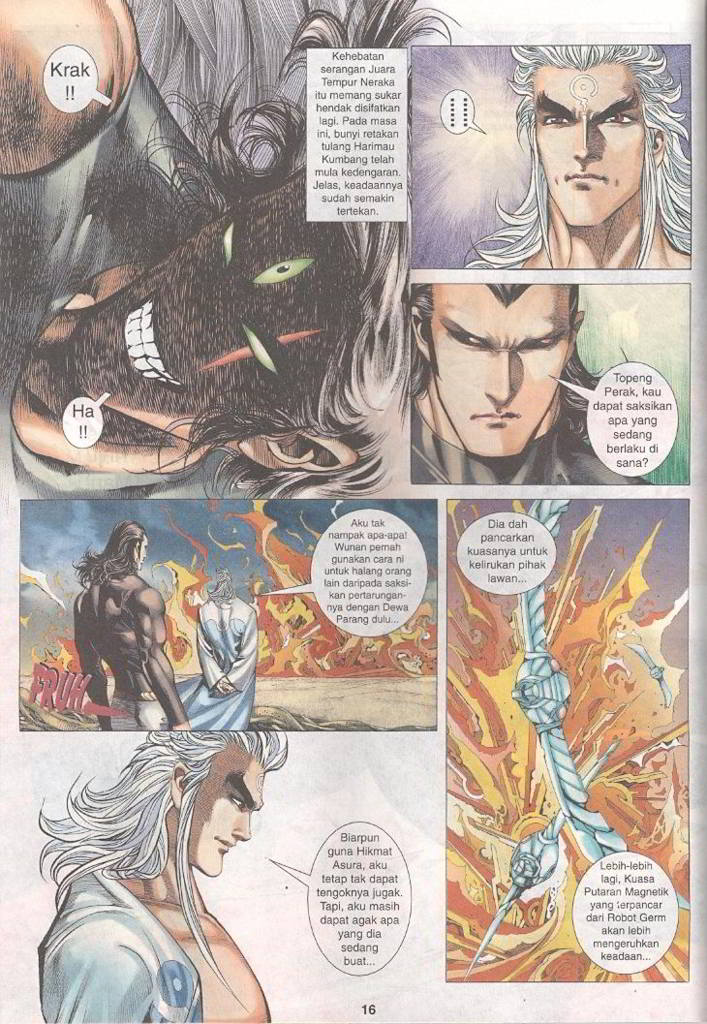 Krak
!!
Kehebatan
serangan Juara
Tempur Neraka
itu memang sukar
hendak disifatkan
lagi. Pada masa
ini, bunyi retakan
tulang Harimau
Kumbang telah
mula kedengaran.
Jelas, keadaannya
sudah semakin
tertekan.
Ha
!!
Topeng
Perak, kau
dapat saksikan
apa yang
sedang
berlaku di
sana?
Aku tak
nampak apa-apa!
Wunan pernah
gunakan cara ni
untuk halang orang
lain daripada saksi-
kan pertarungan-
nya dengan Dewa
Parang dulu...
FRUH
Dia dah
pancarkan
kuasanya untuk
kelirukan pihak
lawan...
Lebih-lebih
lagi, Kuasa
Putaran Magnetik
yang terpancar
dari Robot Germ
akan lebih
mengeruhkan
keadaan...
Biarpun
guna Hikmat
Asura, aku
tetap tak dapat
tengoknya jugak.
Tapi, aku masih
dapat agak apa
yang dia
sedang
buat...
16